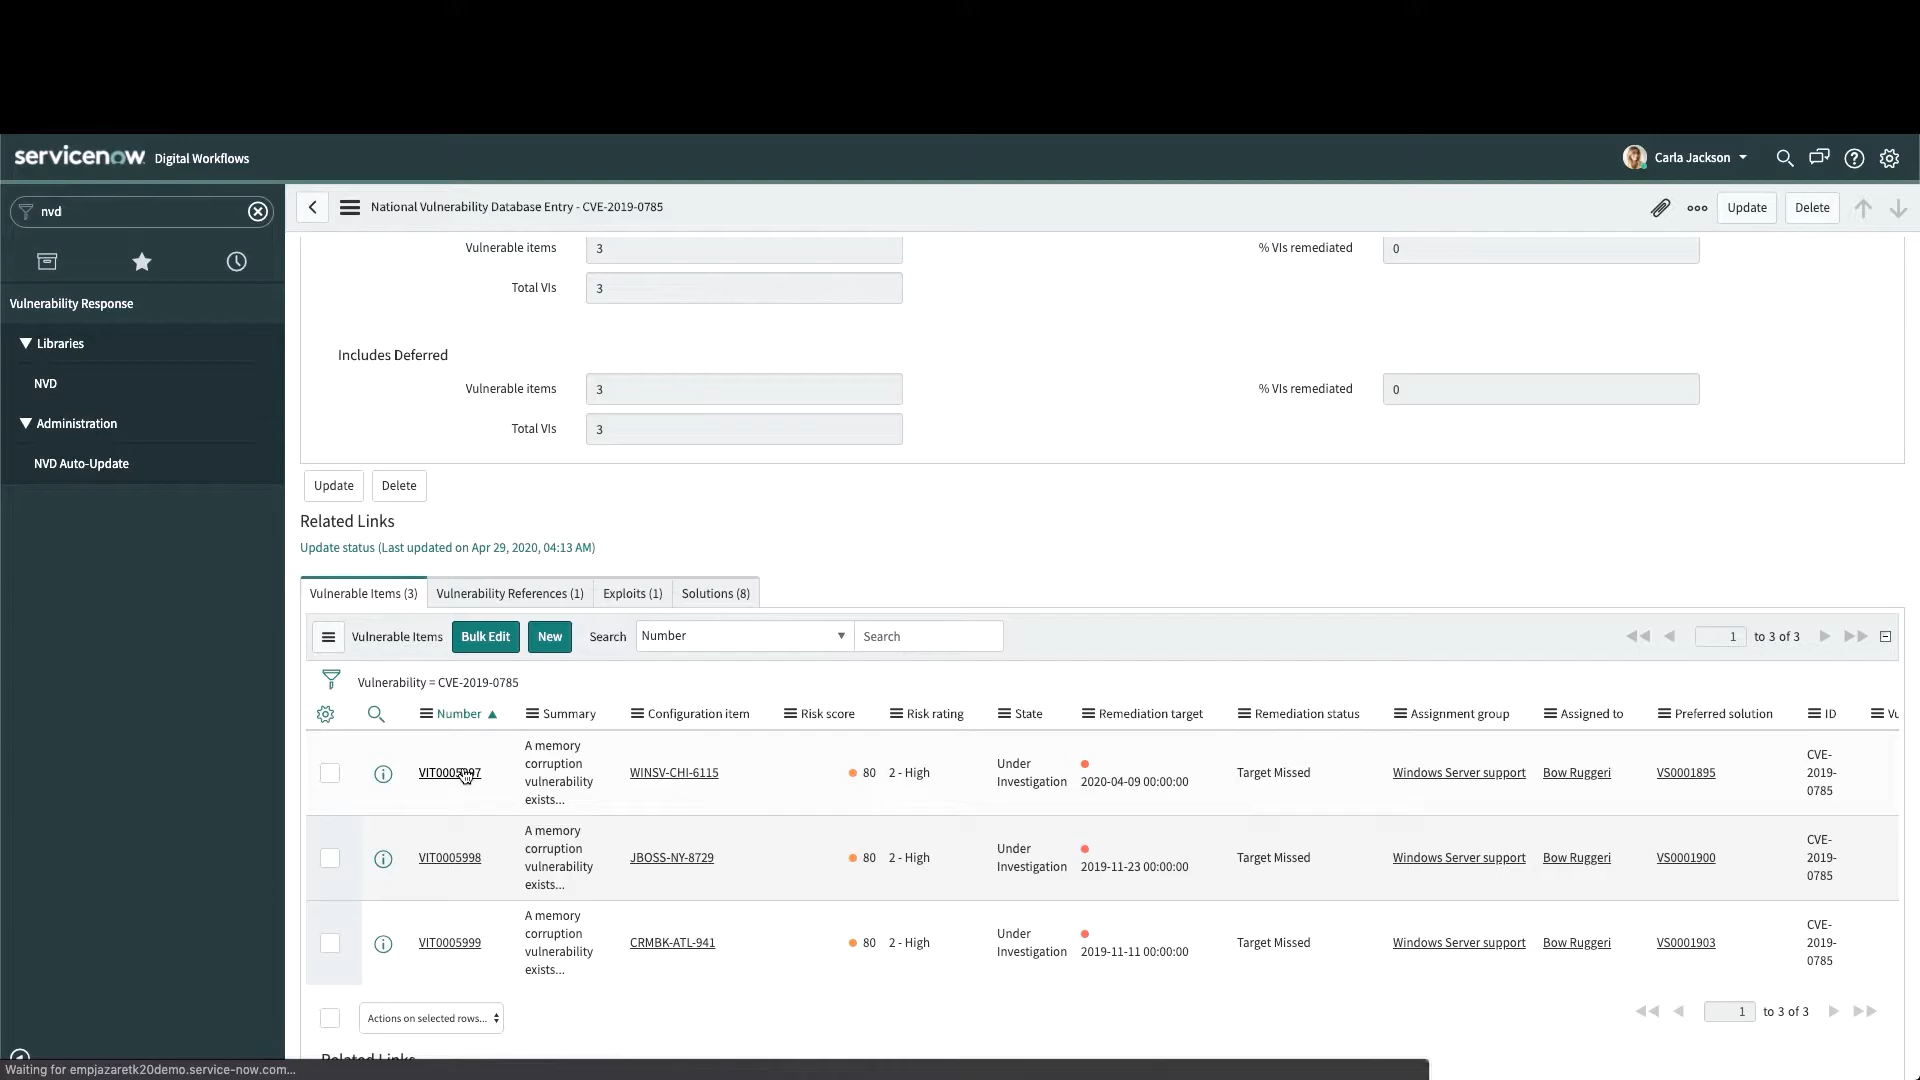 servicenow Digital Workflows
Carla Jackson
nvd
National Vulnerability Database Entry - CVE-2019-0785
Update
Delete
Vulnerability Response
Libraries
NVD
Administration
NVD Auto-Update
Vulnerable items 3 % VIs remediated 0
Total VIs 3
Includes Deferred
Vulnerable items 3 % VIs remediated 0
Total VIs 3
Update Delete
Related Links
Update status (Last updated on Apr 29, 2020, 04:13 AM)
Vulnerable Items (3) Vulnerability References (1) Exploits (1) Solutions (8)
Vulnerable Items Bulk Edit New Search Number Search 1 to 3 of 3
Vulnerability = CVE-2019-0785
Number Summary Configuration item Risk score Risk rating State Remediation target Remediation status Assignment group Assigned to Preferred solution ID
A memory
corruption
vulnerability
exists...
WINSV-CHI-6115 80 2 - High
Under
Investigation
2020-04-09 00:00:00
Target Missed Windows Server support Bow Ruggeri VS0001895
CVE-
2019-
0785
VIT0005998
A memory
corruption
vulnerability
exists...
JBOSS-NY-8729 80 2 - High
Under
Investigation
2019-11-23 00:00:00
Target Missed Windows Server support Bow Ruggeri VS0001900
CVE-
2019-
0785
VIT0005999
A memory
corruption
vulnerability
exists...
CRMBK-ATL-941 80 2 - High
Under
Investigation
2019-11-11 00:00:00
Target Missed Windows Server support Bow Ruggeri VS0001903
CVE-
2019-
0785
Actions on selected rows... 1 to 3 of 3
Related Links
Waiting for empjazaretk20demo.service-now.com...